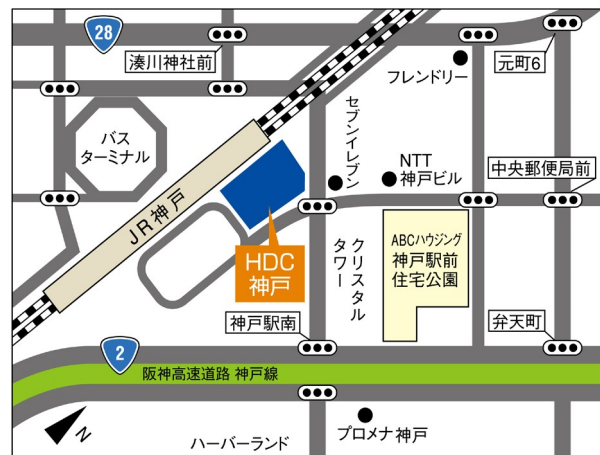 28
湊川神社前
元町6
フレンドリー
バス
ターミナル
セブンイレブン
NTT
神戸ビル
中央郵便局前
JR神戸
HDC
神戸
クリスタル
タワー
ABCハウジング
神戸駅前
住宅公園
神戸駅南
弁天町
2
阪神高速道路 神戸線
N
ハーバーランド
プロメナ神戸